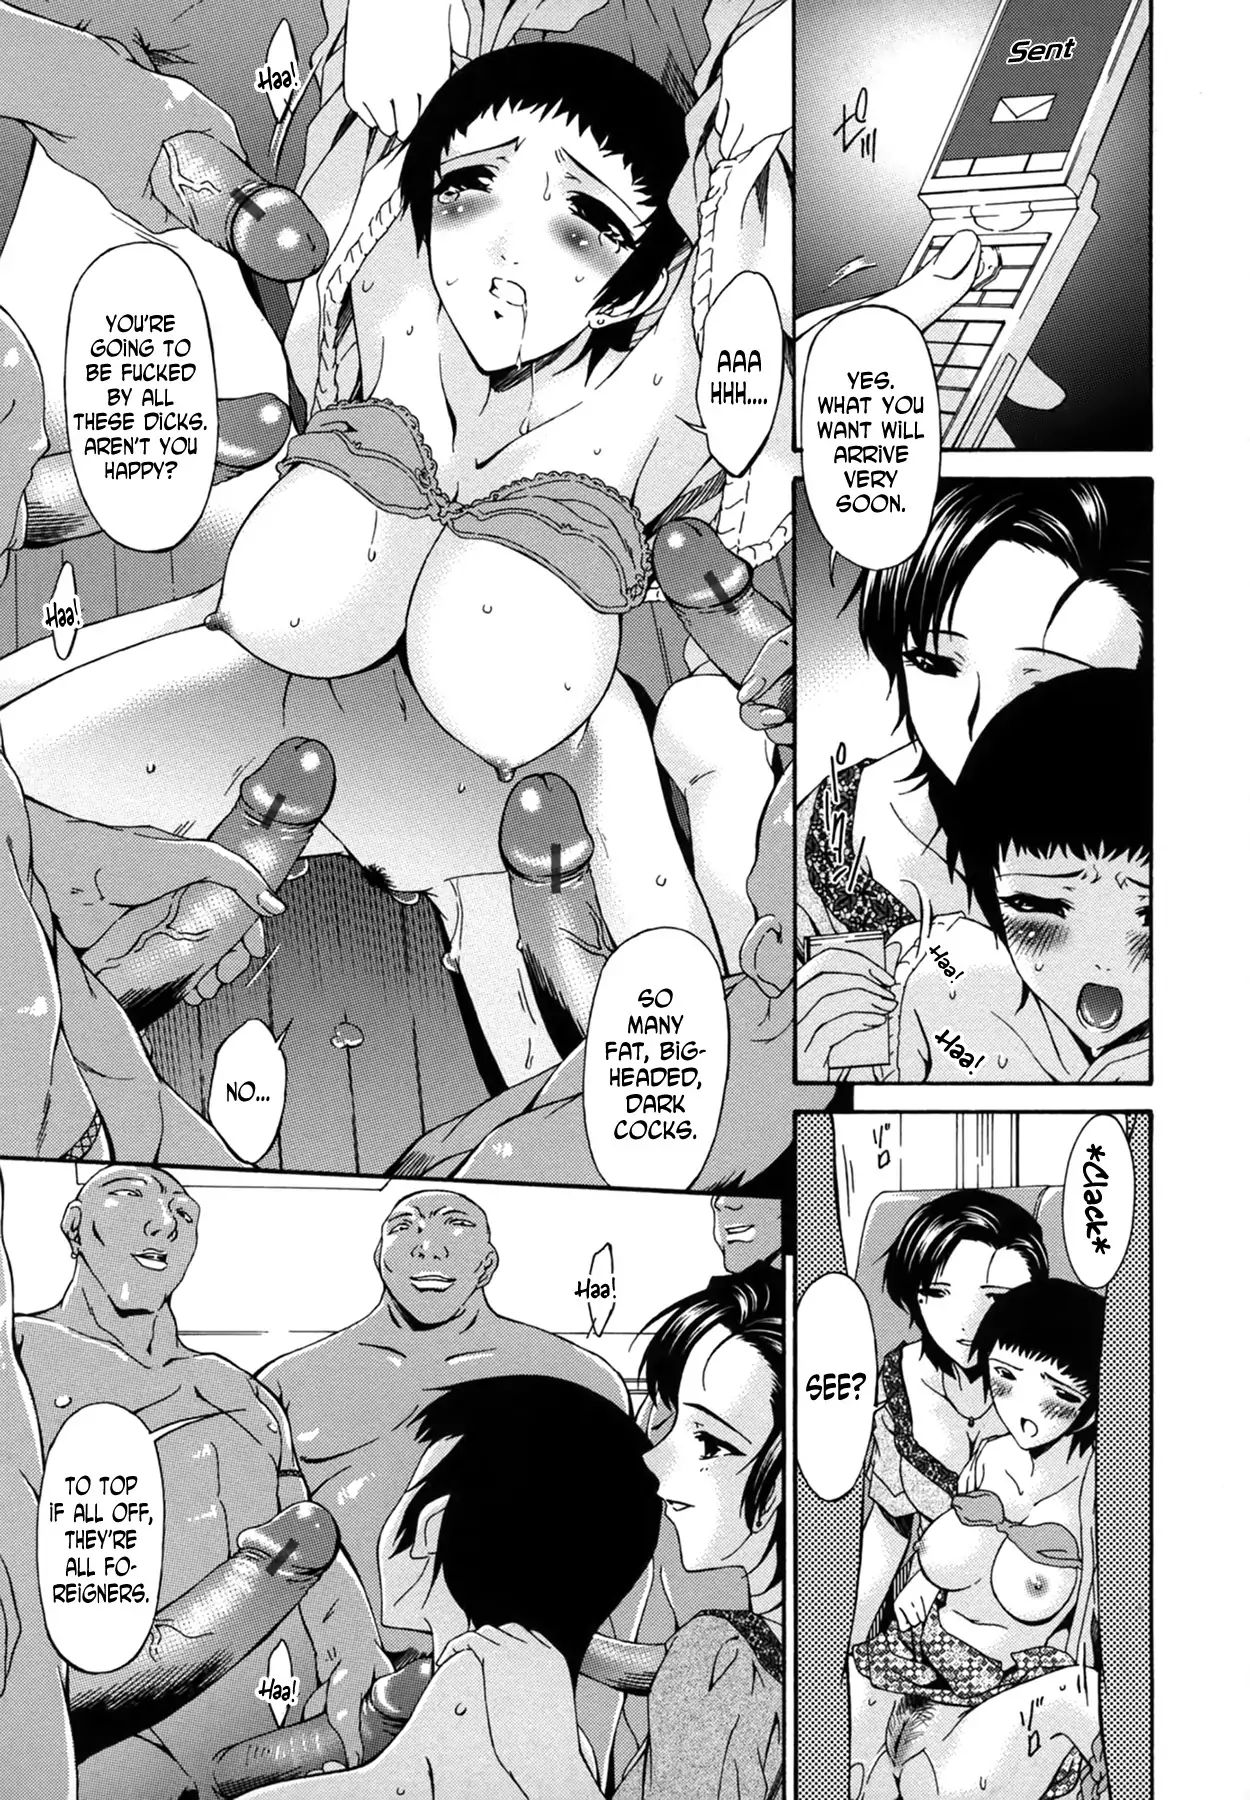 Sent
ピッ
YES.
WHAT YOU
WANT WILL
ARRIVE
VERY
SOON.
Haa!
Haa!
*Clack*
SEE?
Haa!
AAA
HHH....
YOU'RE
GOING TO
BE FUCKED
BY ALL
THESE DICKS.
AREN'T YOU
HAPPY?
Haa!
SO
MANY
FAT, BIG-
HEADED,
DARK
COCKS.
NO...
Haa!
TO TOP
IF ALL OFF,
THEY'RE
ALL FO-
REIGNERS.
Haa!